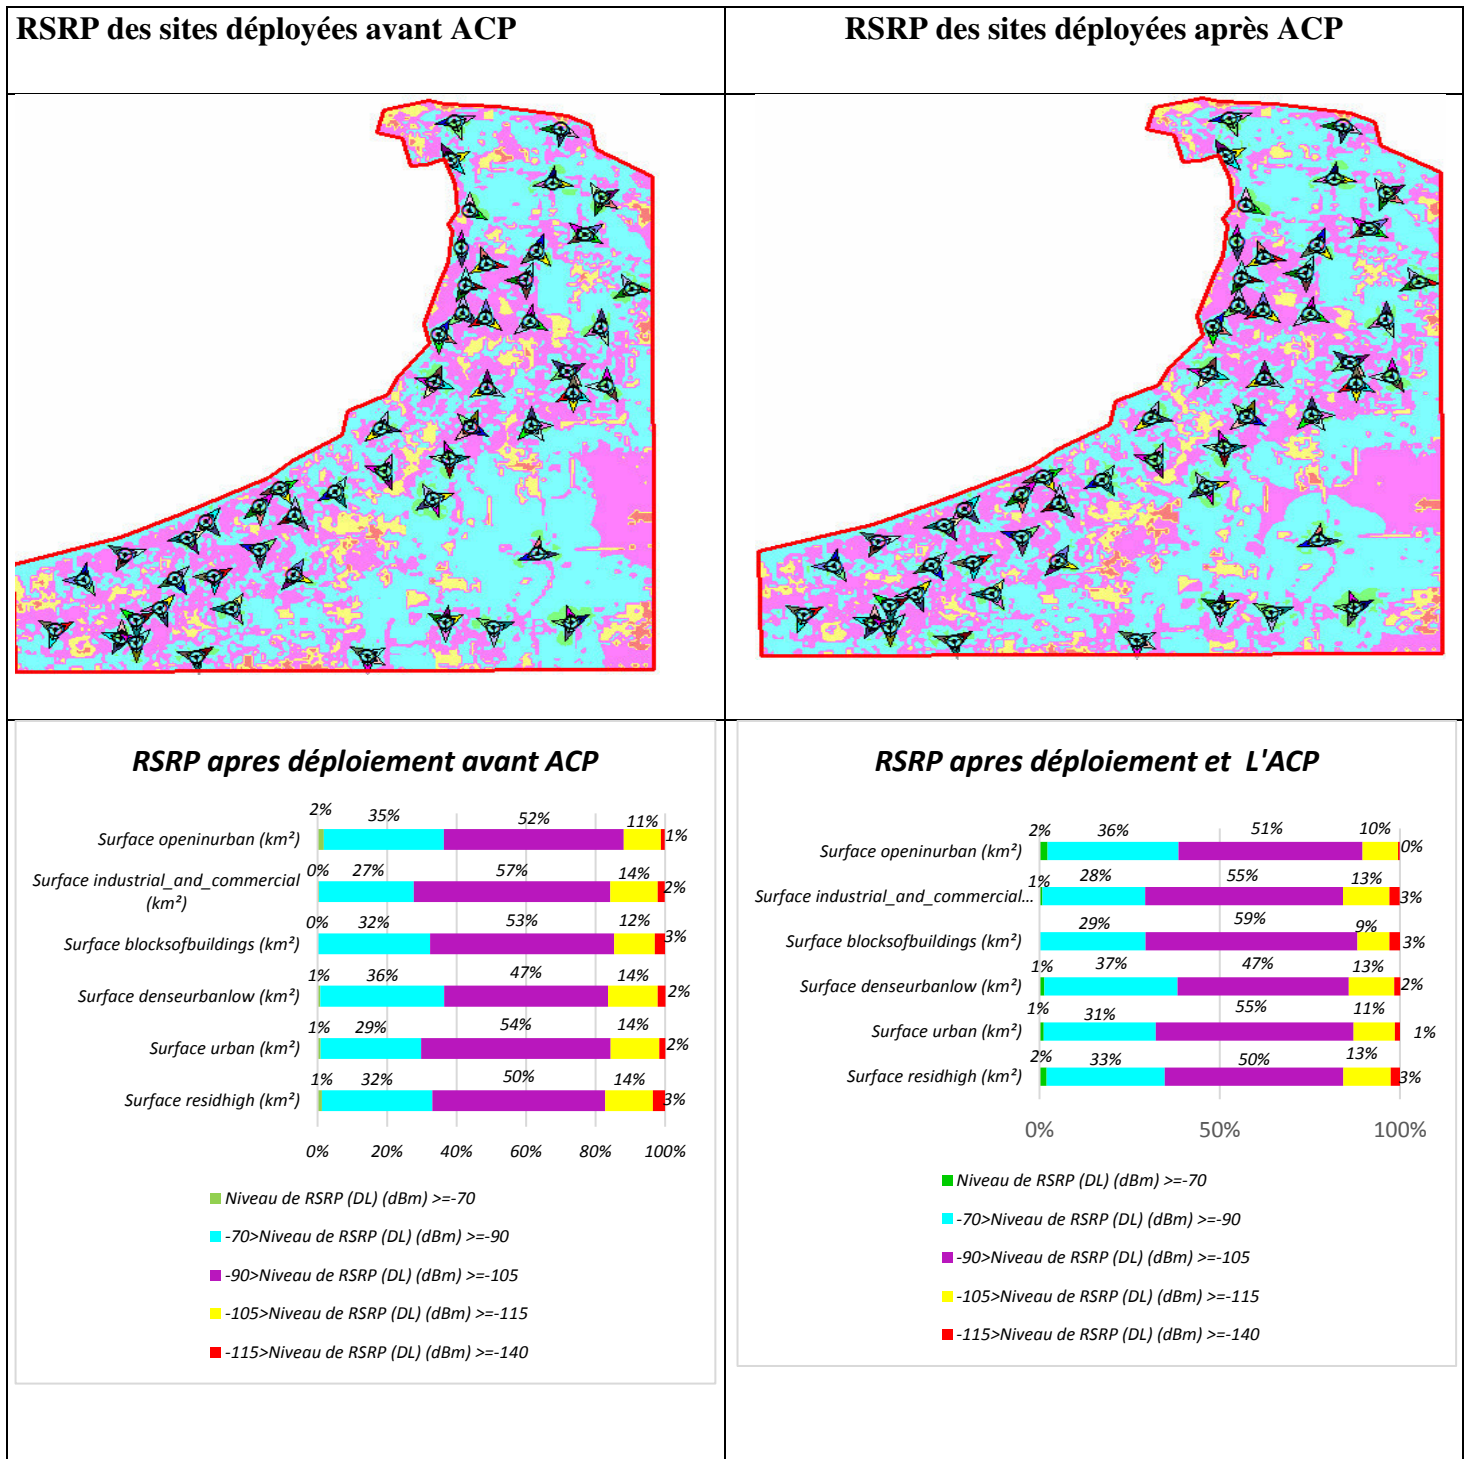 RSRP des sites déployées avant ACP
RSRP des sites déployées après ACP
RSRP apres déploiement avant ACP
2% 35% 52% 11% 1%
Surface openinurban (km²)
0% 27% 57% 14% 2%
Surface industrial_and_commercial
(km²)
0% 32% 53% 12% 3%
Surface blocksofbuildings (km²)
1% 36% 47% 14% 2%
Surface denseurbanlow (km²)
1% 29% 54% 14% 2%
Surface urban (km²)
1% 32% 50% 14% 3%
Surface residhigh (km²)
0% 20% 40% 60% 80% 100%
Niveau de RSRP (DL) (dBm) >=-70
-70>Niveau de RSRP (DL) (dBm) >=-90
-90>Niveau de RSRP (DL) (dBm) >=-105
-105>Niveau de RSRP (DL) (dBm) >=-115
-115>Niveau de RSRP (DL) (dBm) >=-140
RSRP apres déploiement et L'ACP
2% 36% 51% 10% 0%
Surface openinurban (km²)
1% 28% 55% 13% 3%
Surface industrial_and_commercial…
29% 59% 9% 3%
Surface blocksofbuildings (km²)
1% 37% 47% 13% 2%
Surface denseurbanlow (km²)
1% 31% 55% 11% 1%
Surface urban (km²)
2% 33% 50% 13% 3%
Surface residhigh (km²)
0% 50% 100%
Niveau de RSRP (DL) (dBm) >=-70
-70>Niveau de RSRP (DL) (dBm) >=-90
-90>Niveau de RSRP (DL) (dBm) >=-105
-105>Niveau de RSRP (DL) (dBm) >=-115
-115>Niveau de RSRP (DL) (dBm) >=-140